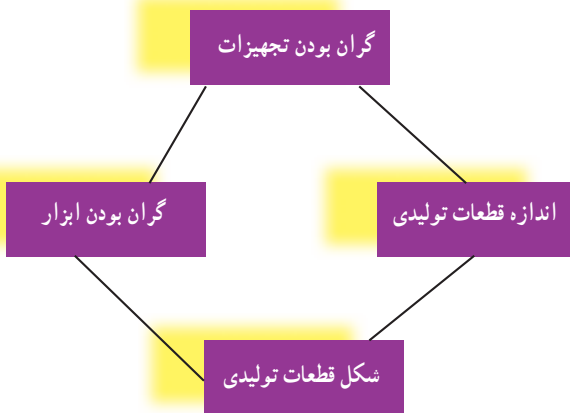 گران بودن تجهیزات
اندازه قطعات تولیدی
گران بودن ابزار
شکل قطعات تولیدی